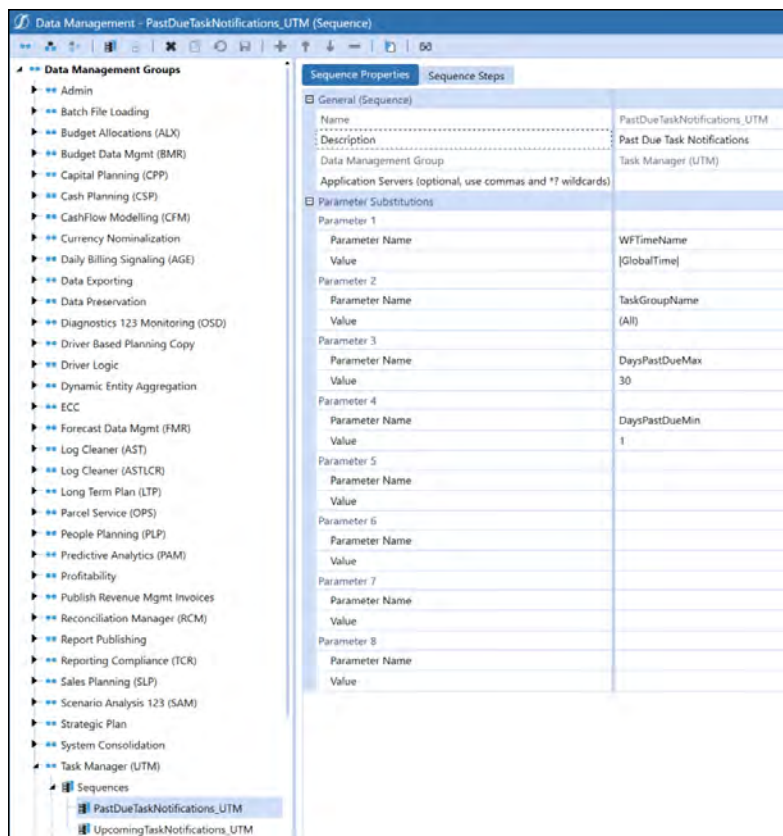 Data Management - PastDueTaskNotifications_UTM (Sequence)
Data Management Groups
Admin
Batch File Loading
Budget Allocations (ALX)
Budget Data Mgmt (BMR)
Capital Planning (CPP)
Cash Planning (CSP)
CashFlow Modelling (CFM)
Currency Nominalization
Daily Billing Signaling (AGE)
Data Exporting
Data Preservation
Diagnostics 123 Monitoring (OSD)
Driver Based Planning Copy
Driver Logic
Dynamic Entity Aggregation
ECC
Forecast Data Mgmt (FMR)
Log Cleaner (AST)
Log Cleaner (ASTLCR)
Long Term Plan (LTP)
Parcel Service (OPS)
People Planning (PLP)
Predictive Analytics (PAM)
Profitability
Publish Revenue Mgmt Invoices
Reconciliation Manager (RCM)
Report Publishing
Reporting Compliance (TCR)
Sales Planning (SLP)
Scenario Analysis 123 (SAM)
Strategic Plan
System Consolidation
Task Manager (UTM)
Sequences
PastDueTaskNotifications_UTM
UpcomingTaskNotifications_UTM
Sequence Properties Sequence Steps
General (Sequence)
Name PastDueTaskNotifications_UTM
Description Past Due Task Notifications
Data Management Group Task Manager (UTM)
Application Servers (optional, use commas and *? wildcards)
Parameter Substitutions
Parameter 1
Parameter Name WFTimeName
Value |GlobalTime|
Parameter 2
Parameter Name TaskGroupName
Value (All)
Parameter 3
Parameter Name DaysPastDueMax
Value 30
Parameter 4
Parameter Name DaysPastDueMin
Value 1
Parameter 5
Parameter Name
Value
Parameter 6
Parameter Name
Value
Parameter 7
Parameter Name
Value
Parameter 8
Parameter Name
Value